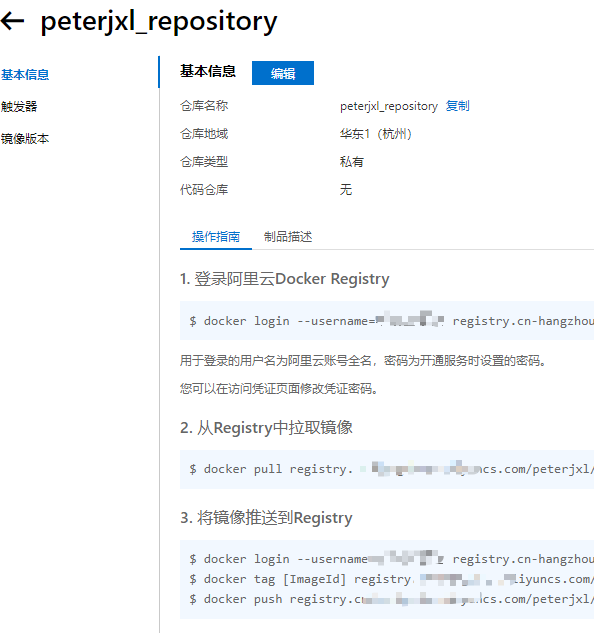 ← peterjxl_repository
基本信息
触发器
镜像版本
基本信息 编辑
仓库名称 peterjxl_repository 复制
仓库地域 华东1（杭州）
仓库类型 私有
代码仓库 无
操作指南 制品描述
1. 登录阿里云Docker Registry
$ docker login --username= registry.cn-hangzhou
用于登录的用户名为阿里云账号全名，密码为开通服务时设置的密码。
您可以在访问凭证页面修改凭证密码。
2. 从Registry中拉取镜像
$ docker pull registry. ncs.com/peterjxl/
3. 将镜像推送到Registry
$ docker login --username= registry.cn-hangzhou
$ docker tag [ImageId] registry. liyuncs.com/
$ docker push registry.c ncs.com/peterjxl/